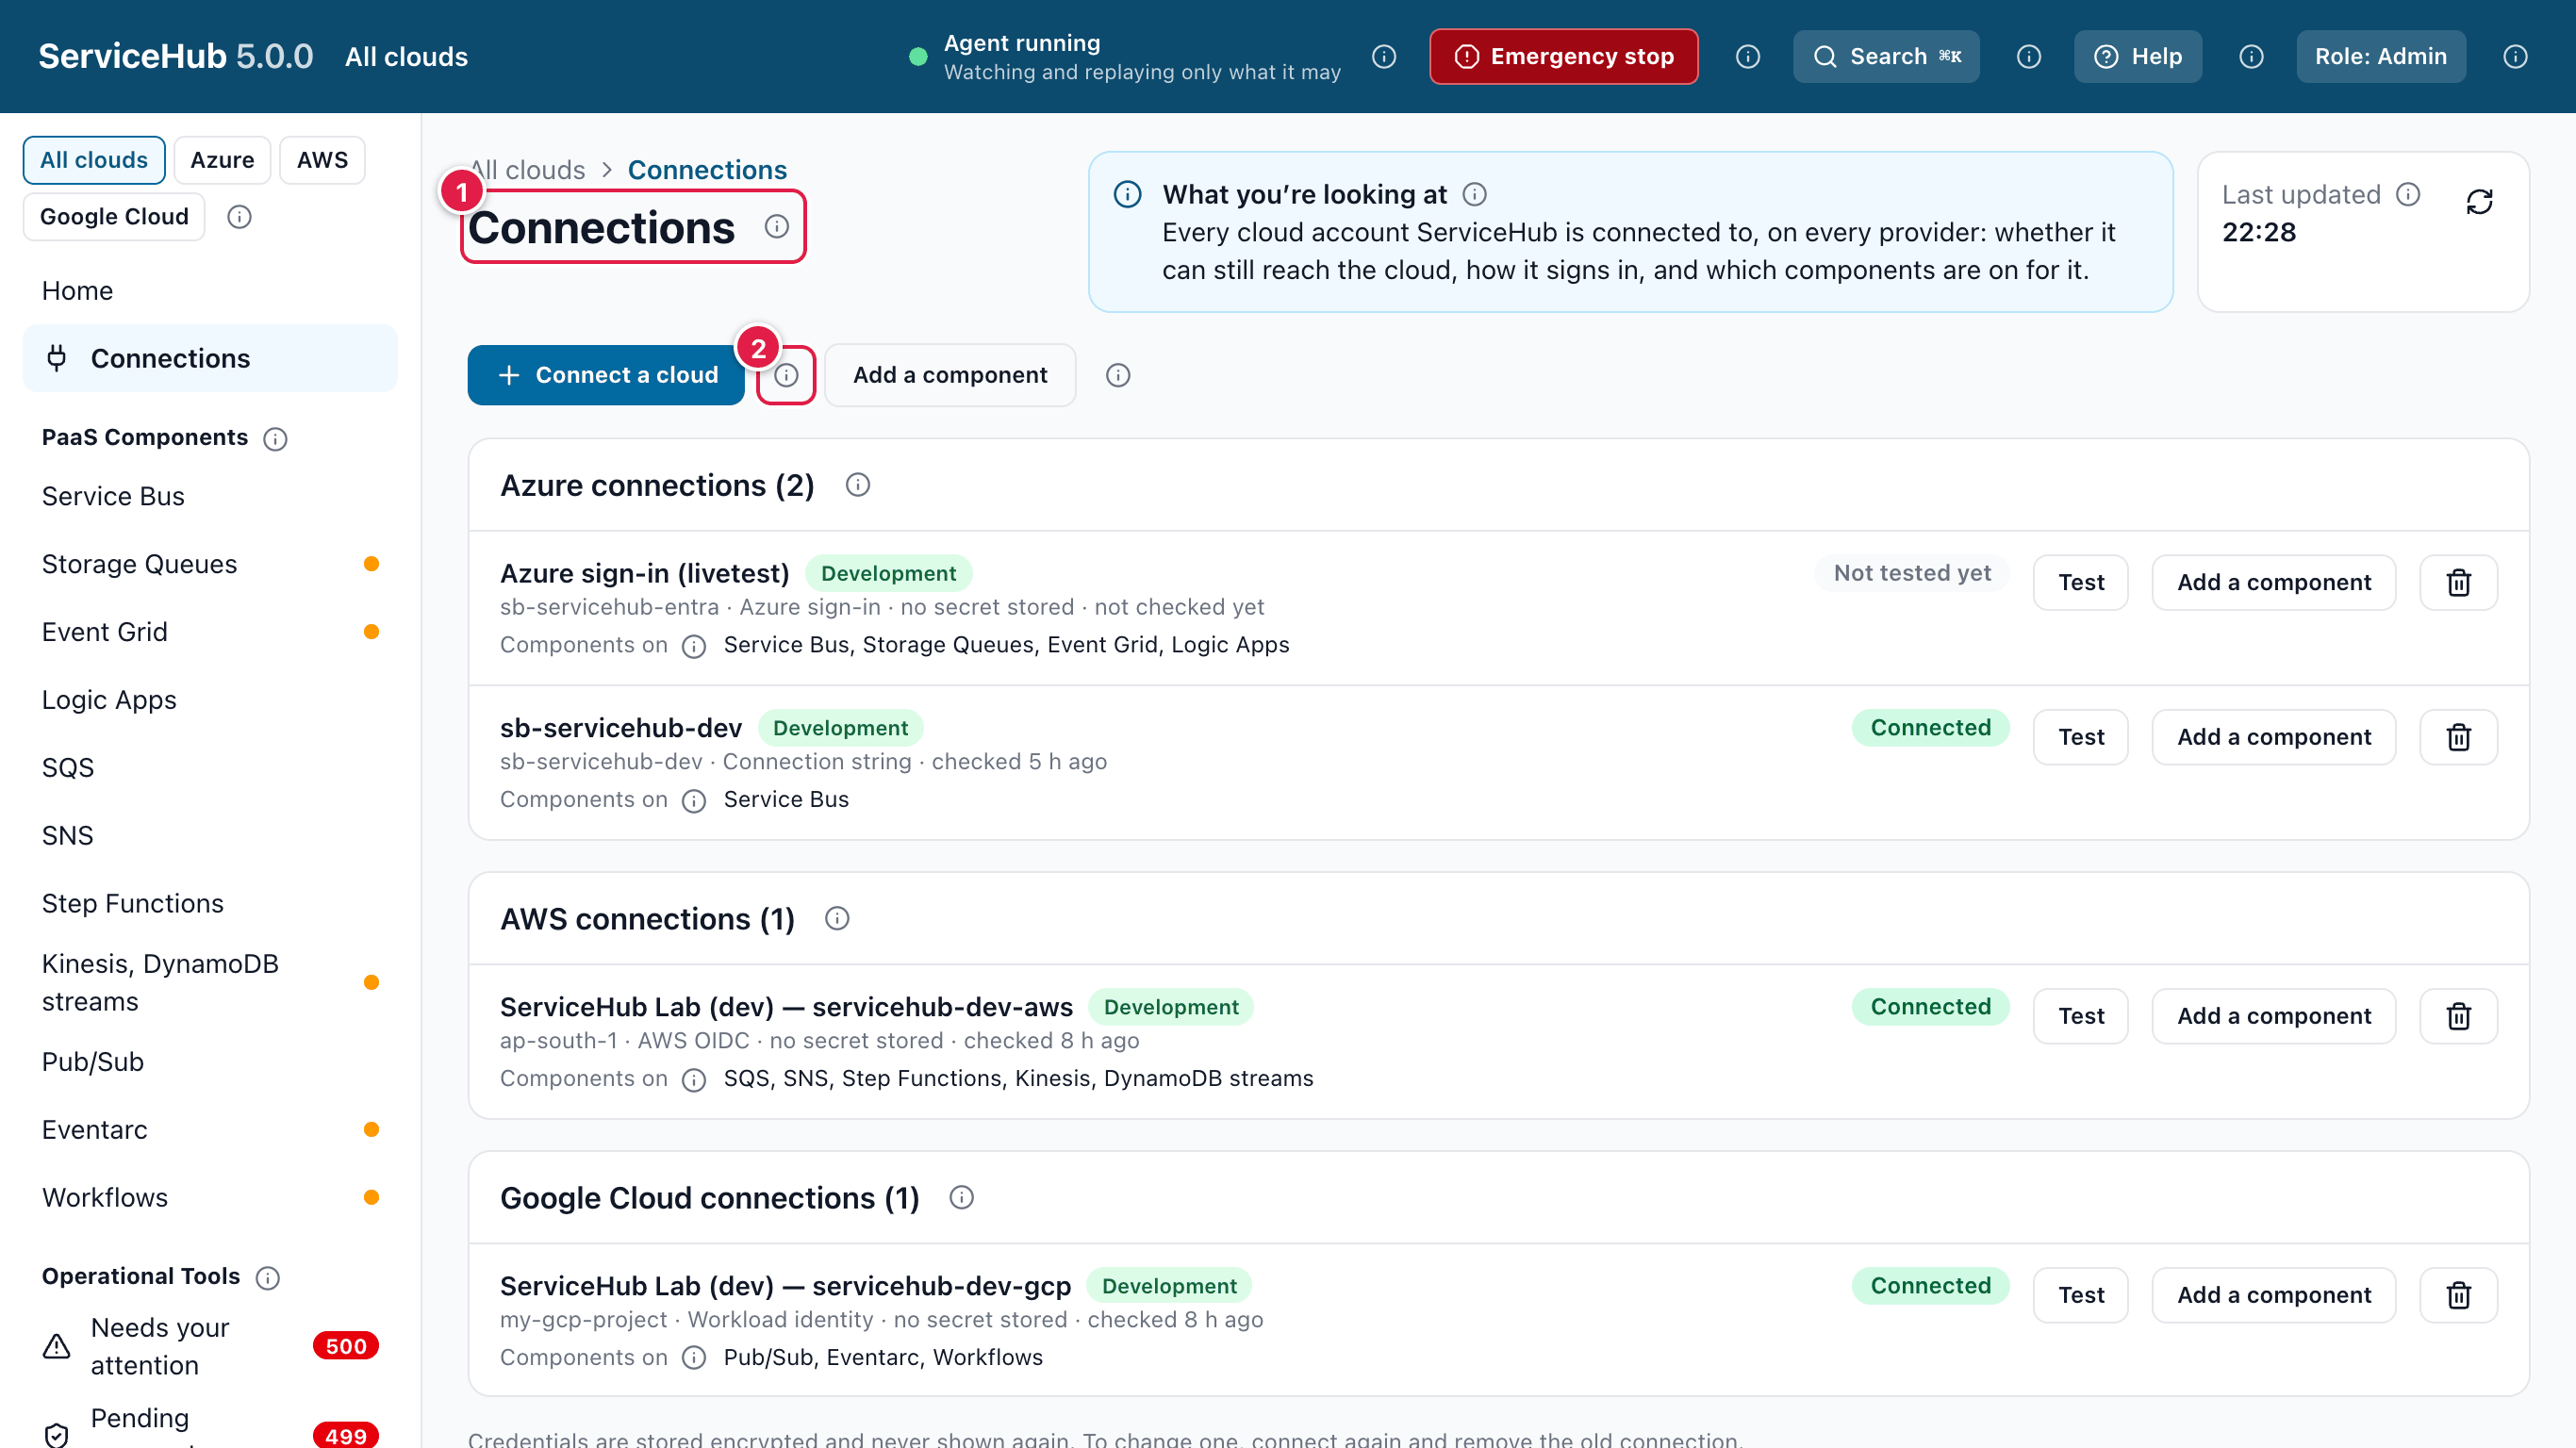 ServiceHub 5.0.0 All clouds
Agent running
Watching and replaying only what it may
Emergency stop
Search ⌘K
Help
Role: Admin
All clouds
Azure
AWS
Google Cloud
Home
Connections
PaaS Components
Service Bus
Storage Queues
Event Grid
Logic Apps
SQS
SNS
Step Functions
Kinesis, DynamoDB
streams
Pub/Sub
Eventarc
Workflows
Operational Tools
Needs your
attention
500
Pending
499
All clouds > Connections
1
Connections
What you’re looking at
Every cloud account ServiceHub is connected to, on every provider: whether it
can still reach the cloud, how it signs in, and which components are on for it.
Last updated
22:28
+ Connect a cloud
2
Add a component
Azure connections (2)
Azure sign-in (livetest) Development
sb-servicehub-entra · Azure sign-in · no secret stored · not checked yet
Components on Service Bus, Storage Queues, Event Grid, Logic Apps
Not tested yet
Test
Add a component
sb-servicehub-dev Development
sb-servicehub-dev · Connection string · checked 5 h ago
Components on Service Bus
Connected
Test
Add a component
AWS connections (1)
ServiceHub Lab (dev) — servicehub-dev-aws Development
ap-south-1 · AWS OIDC · no secret stored · checked 8 h ago
Components on SQS, SNS, Step Functions, Kinesis, DynamoDB streams
Connected
Test
Add a component
Google Cloud connections (1)
ServiceHub Lab (dev) — servicehub-dev-gcp Development
my-gcp-project · Workload identity · no secret stored · checked 8 h ago
Components on Pub/Sub, Eventarc, Workflows
Connected
Test
Add a component
Credentials are stored encrypted and never shown again. To change one, connect again and remove the old connection.